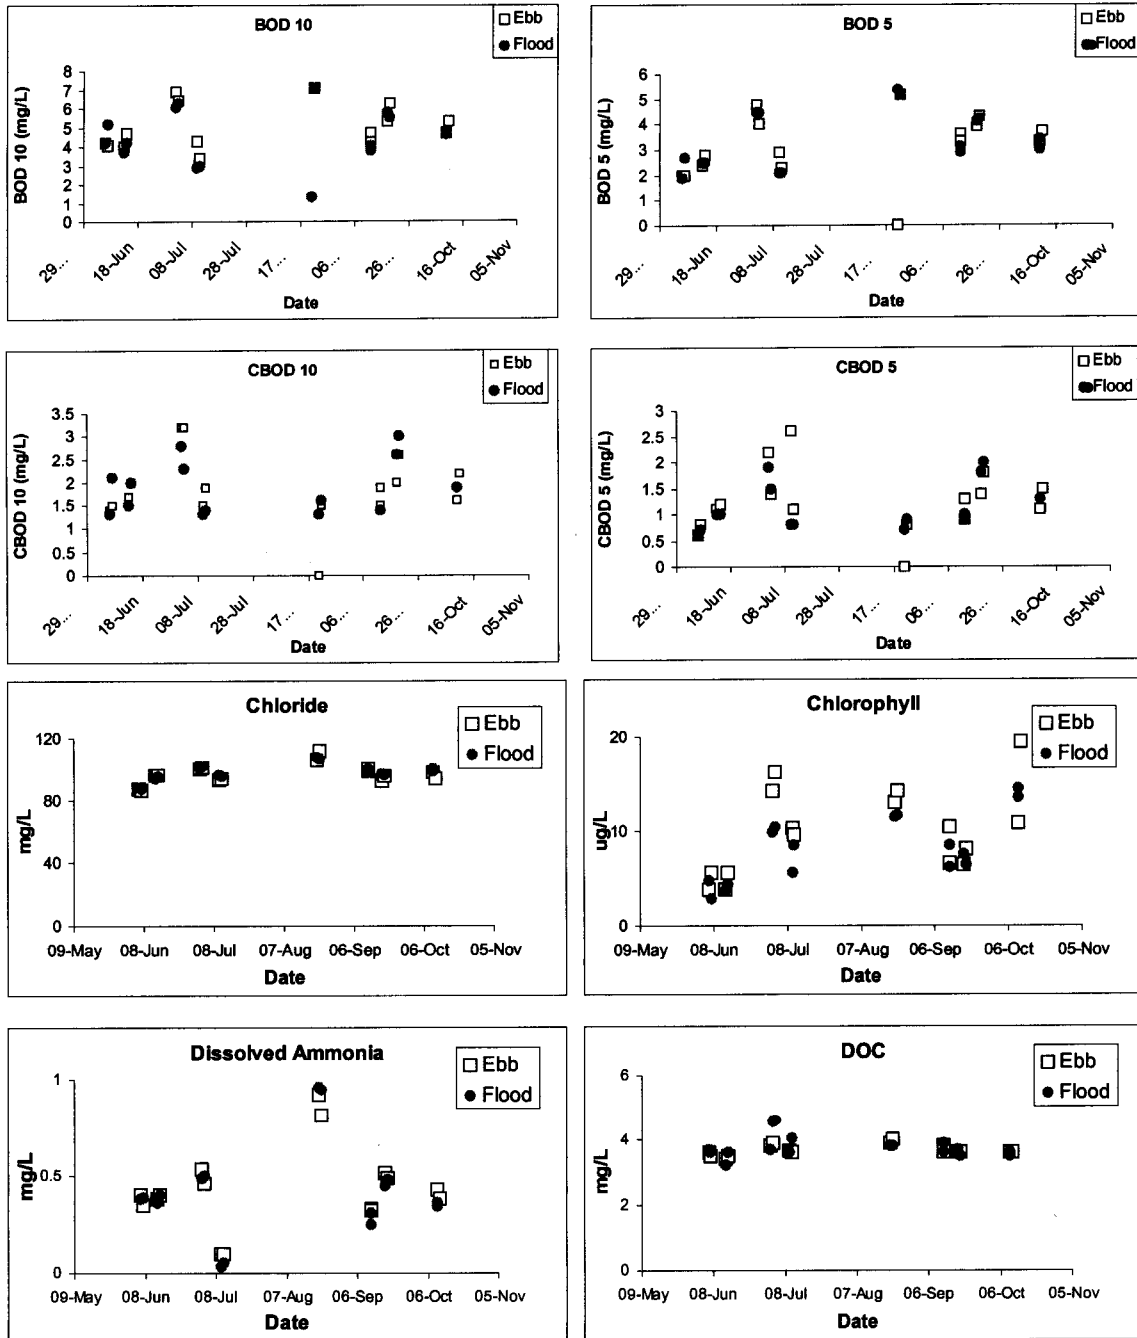 BOD 10
Ebb
Flood
BOD 10 (mg/L)
8
7
6
5
4
3
2
1
0
29...
18-Jun
08-Jul
28-Jul
17...
06...
26...
16-Oct
05-Nov
Date
BOD 5
Ebb
Flood
BOD 5 (mg/L)
6
5
4
3
2
1
0
29...
18-Jun
08-Jul
28-Jul
17...
06...
26...
16-Oct
05-Nov
Date
CBOD 10
Ebb
Flood
CBOD 10 (mg/L)
3.5
3
2.5
2
1.5
1
0.5
0
29...
18-Jun
08-Jul
28-Jul
17...
06...
26...
16-Oct
05-Nov
Date
CBOD 5
Ebb
Flood
CBOD 5 (mg/L)
3
2.5
2
1.5
1
0.5
0
29...
18-Jun
08-Jul
28-Jul
17...
06...
26...
16-Oct
05-Nov
Date
Chloride
Ebb
Flood
mg/L
120
80
40
0
09-May 08-Jun 08-Jul 07-Aug 06-Sep 06-Oct 05-Nov
Date
Chlorophyll
Ebb
Flood
ug/L
20
10
0
09-May 08-Jun 08-Jul 07-Aug 06-Sep 06-Oct 05-Nov
Date
Dissolved Ammonia
Ebb
Flood
mg/L
1
0.5
0
09-May 08-Jun 08-Jul 07-Aug 06-Sep 06-Oct 05-Nov
Date
DOC
Ebb
Flood
mg/L
6
4
2
0
09-May 08-Jun 08-Jul 07-Aug 06-Sep 06-Oct 05-Nov
Date